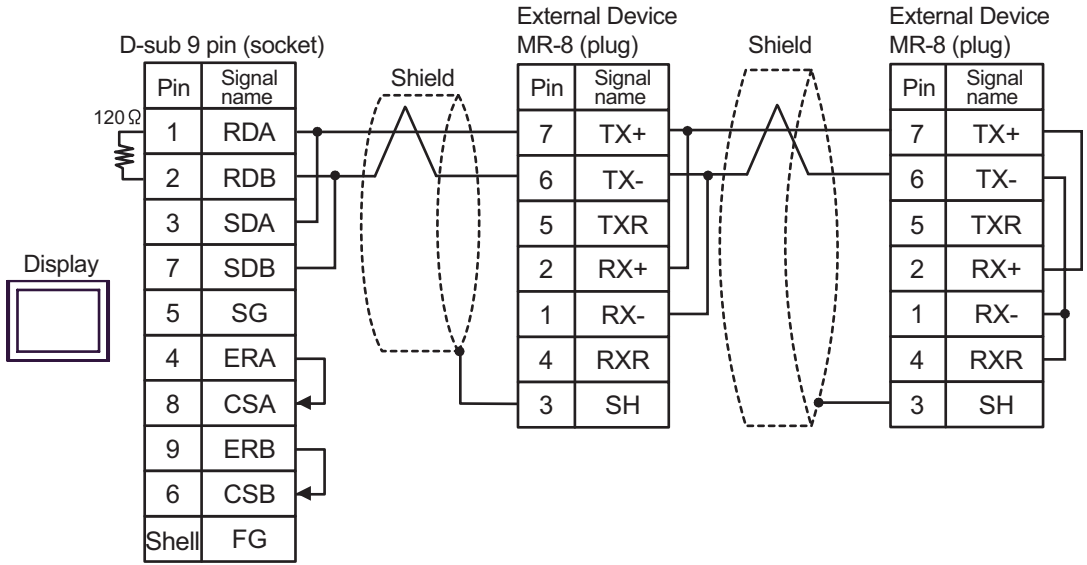 External Device
External Device
D-sub 9 pin (socket)
MR-8 (plug)
Shield
MR-8 (plug)
Shield
120Ω
Display
Pin Signal name
1 RDA
2 RDB
3 SDA
7 SDB
5 SG
4 ERA
8 CSA
9 ERB
6 CSB
Shell FG
Pin Signal name
7 TX+
6 TX-
5 TXR
2 RX+
1 RX-
4 RXR
3 SH
Pin Signal name
7 TX+
6 TX-
5 TXR
2 RX+
1 RX-
4 RXR
3 SH